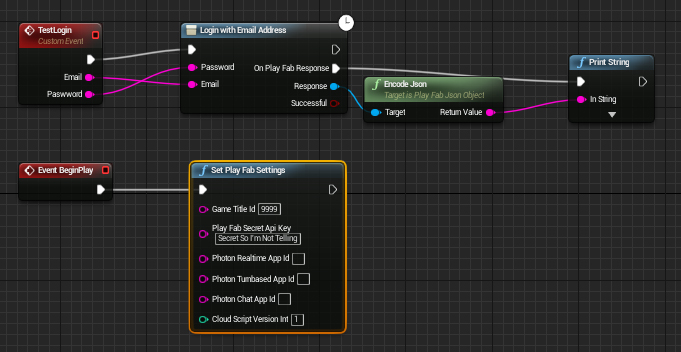 TestLogin
Custom Event
Email
Paswword
Login with Email Address
Password
Email
On Play Fab Response
Response
Successful
Encode Json
Target is Play Fab Json Object
Target
Return Value
Print String
In String
Event BeginPlay
Set Play Fab Settings
Game Title Id 9999
Play Fab Secret Api Key
Secret So I'm Not Telling
Photon Realtime App Id
Photon Turnbased App Id
Photon Chat App Id
Cloud Script Version Int 1